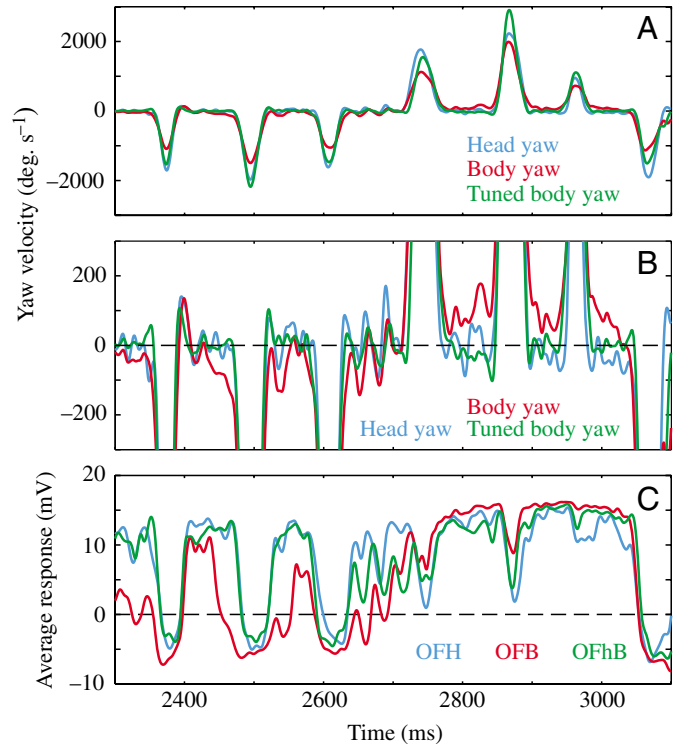 A
2000
0
−2000
Head yaw
Body yaw
Tuned body yaw
Yaw velocity (deg. s−1)
B
200
0
−200
Body yaw
Head yaw
Tuned body yaw
C
20
10
0
−10
Average response (mV)
OFH
OFB
OFhB
2400
2600
2800
3000
Time (ms)